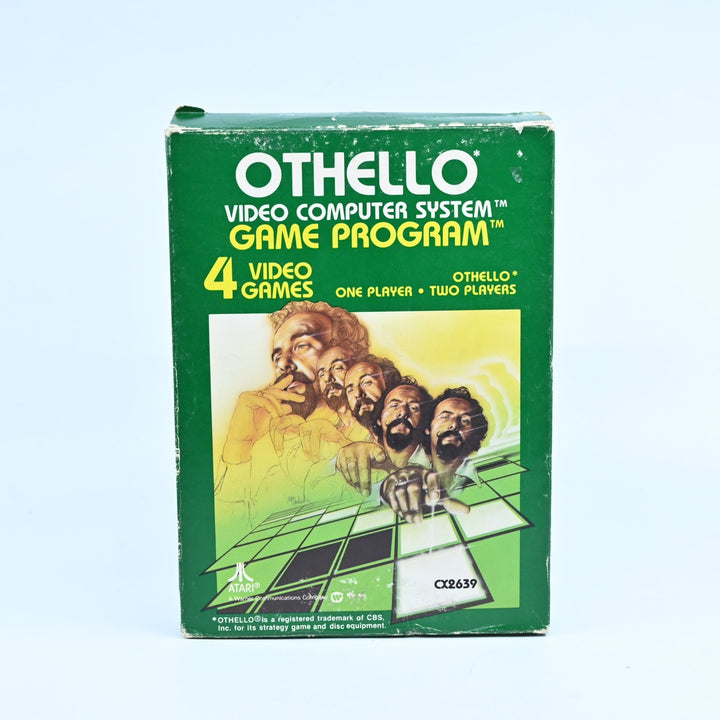 OTHELLO*
VIDEO COMPUTER SYSTEM™
GAME PROGRAM™
4 VIDEO GAMES
OTHELLO*
ONE PLAYER • TWO PLAYERS
ATARI®
A Warner Communications
CX2639
*OTHELLO® is a registered trademark of CBS,
Inc. for its strategy game and disc equipment.